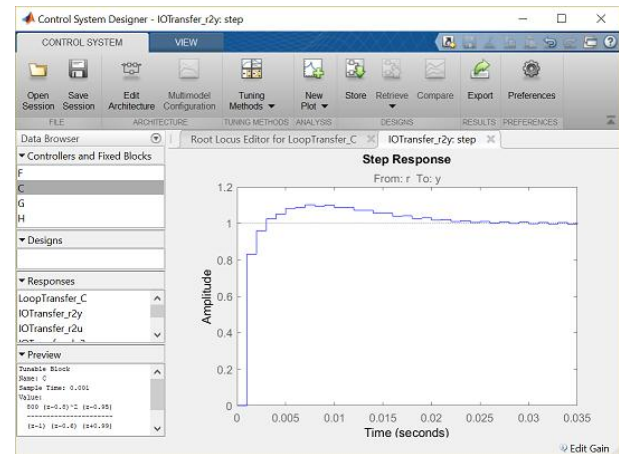 Control System Designer - IOTransfer_r2y: step
CONTROL SYSTEM
VIEW
Open Session
Save Session
Edit Architecture
Multimodel Configuration
Tuning Methods
New Plot
Store
Retrieve
Compare
Export
Preferences
FILE
ARCHITECTURE
TUNING METHODS
ANALYSIS
DESIGNS
RESULTS
PREFERENCES
Data Browser
Root Locus Editor for LoopTransfer_C
IOTransfer_r2y: step
Controllers and Fixed Blocks
F
C
G
H
Designs
Responses
LoopTransfer_C
IOTransfer_r2y
IOTransfer_r2u
Preview
Tunable Block
Name: C
Sample Time: 0.001
Value:
800 (z-0.8)^2 (z-0.95)
----------------------
(z-1) (z-0.6) (z+0.99)
Step Response
From: r To: y
Amplitude
1.2
1
0.8
0.6
0.4
0.2
0
0 0.005 0.01 0.015 0.02 0.025 0.03 0.035
Time (seconds)
Edit Gain